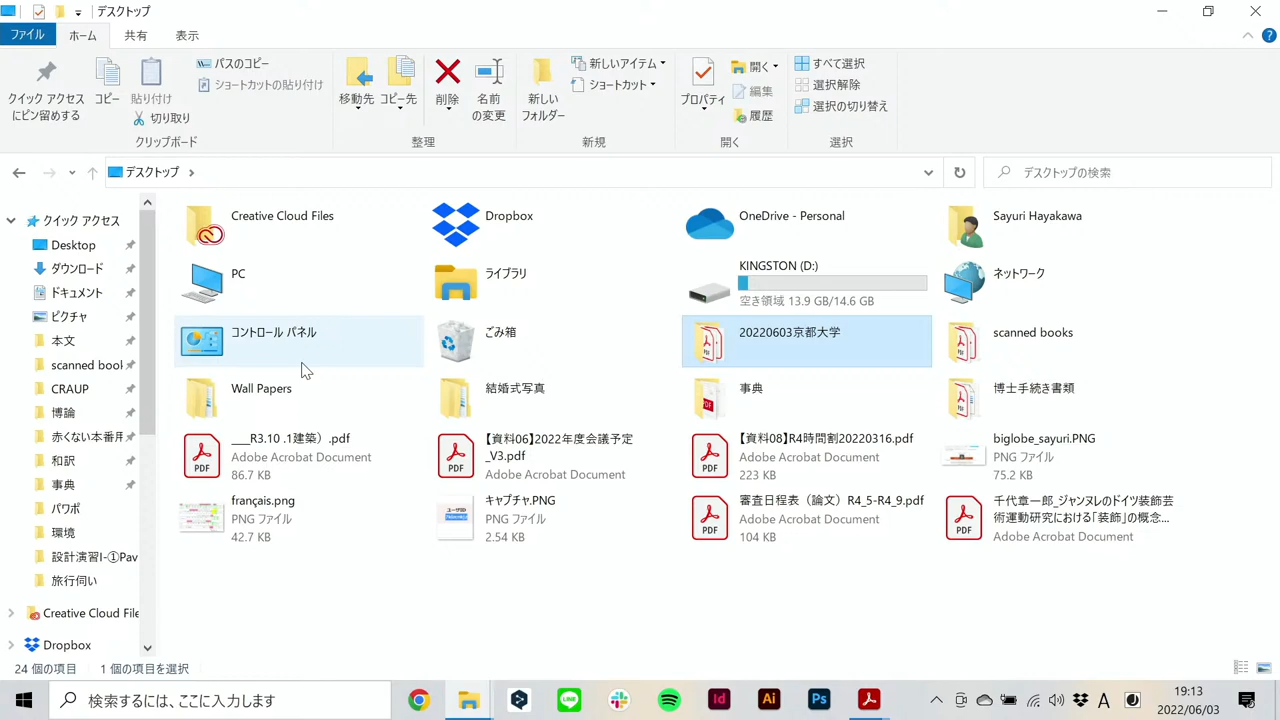 デスクトップ
ファイル
ホーム
共有
表示
クイック アクセス
にピン留めする
コピー
貼り付け
パスのコピー
ショートカットの貼り付け
切り取り
クリップボード
移動先
コピー先
削除
名前
の変更
整理
新しい
フォルダー
新しいアイテム
ショートカット
新規
プロパティ
開く
編集
履歴
開く
すべて選択
選択解除
選択の切り替え
選択
デスクトップ
デスクトップの検索
クイック アクセス
Desktop
ダウンロード
ドキュメント
ピクチャ
本文
scanned book
CRAUP
博論
赤くない本番用
和訳
事典
パワポ
環境
設計演習I-①Pav
旅行伺い
Creative Cloud File
Dropbox
Creative Cloud Files
Dropbox
OneDrive - Personal
Sayuri Hayakawa
PC
ライブラリ
KINGSTON (D:)
空き領域 13.9 GB/14.6 GB
ネットワーク
コントロール パネル
ごみ箱
20220603京都大学
scanned books
Wall Papers
結婚式写真
事典
博士手続き書類
___R3.10 .1建築）.pdf
Adobe Acrobat Document
86.7 KB
【資料06】2022年度会議予定
_V3.pdf
Adobe Acrobat Document
【資料08】R4時間割20220316.pdf
Adobe Acrobat Document
223 KB
biglobe_sayuri.PNG
PNG ファイル
75.2 KB
français.png
PNG ファイル
42.7 KB
キャプチャ.PNG
PNG ファイル
2.54 KB
審査日程表（論文）R4_5-R4_9.pdf
Adobe Acrobat Document
104 KB
千代章一郎_ジャンヌレのドイツ装飾芸
術運動研究における「装飾」の概念...
Adobe Acrobat Document
24 個の項目
1 個の項目を選択
検索するには、ここに入力します
Id
Ai
Ps
A
19:13
2022/06/03